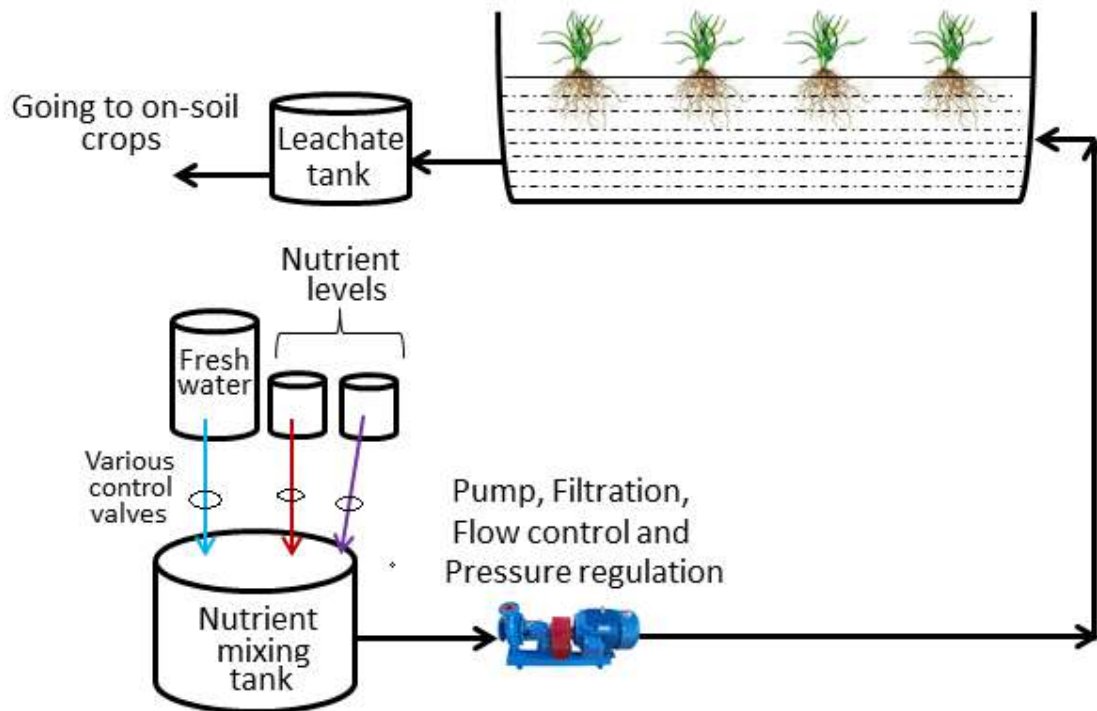 Going to on-soil
crops
Leachate
tank
Nutrient
levels
Fresh
water
Various
control
valves
Pump, Filtration,
Flow control and
Pressure regulation
Nutrient
mixing
tank